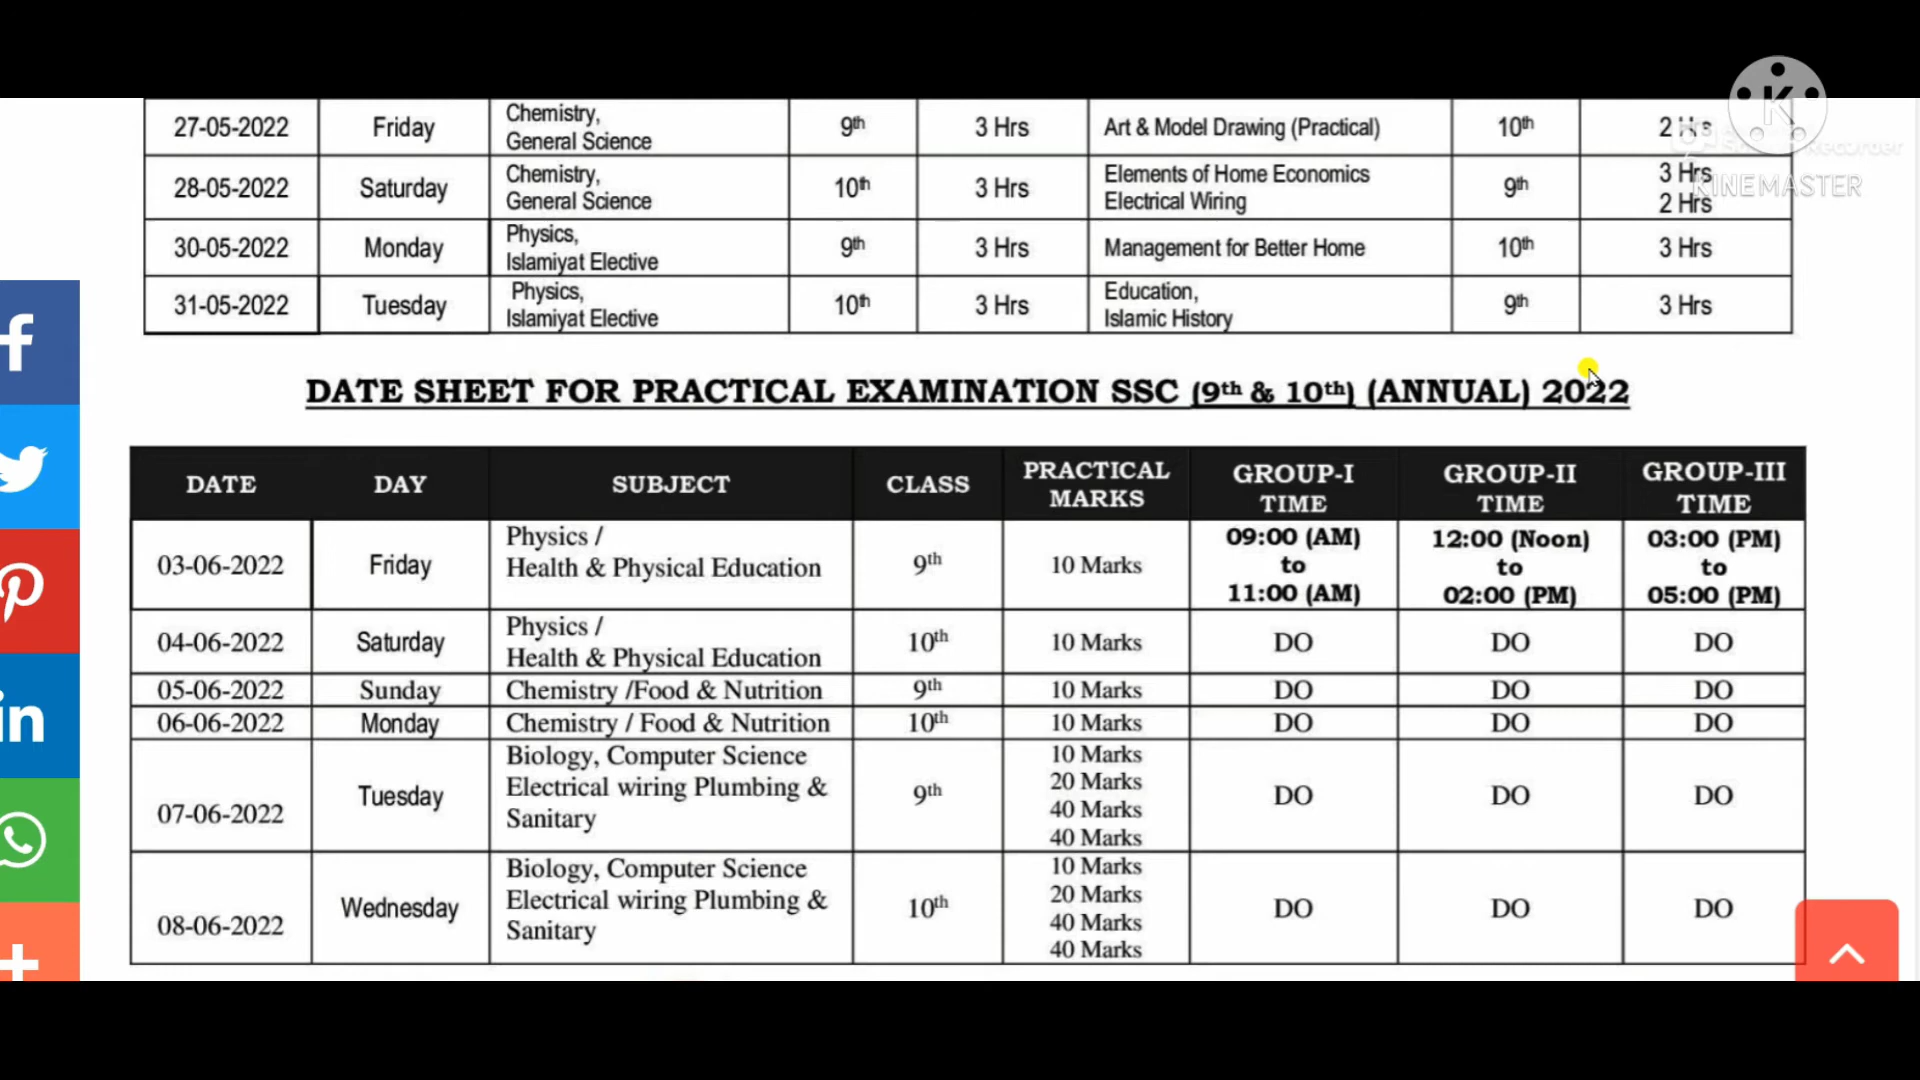 27-05-2022 Friday Chemistry, General Science 9th 3 Hrs Art & Model Drawing (Practical) 10th 2 Hrs
28-05-2022 Saturday Chemistry, General Science 10th 3 Hrs Elements of Home Economics Electrical Wiring 9th 3 Hrs 2 Hrs
30-05-2022 Monday Physics, Islamiyat Elective 9th 3 Hrs Management for Better Home 10th 3 Hrs
31-05-2022 Tuesday Physics, Islamiyat Elective 10th 3 Hrs Education, Islamic History 9th 3 Hrs
K
Recorder
KINEMASTER
DATE SHEET FOR PRACTICAL EXAMINATION SSC (9th & 10th) (ANNUAL) 2022
DATE DAY SUBJECT CLASS PRACTICAL MARKS GROUP-I TIME GROUP-II TIME GROUP-III TIME
03-06-2022 Friday Physics / Health & Physical Education 9th 10 Marks 09:00 (AM) to 11:00 (AM) 12:00 (Noon) to 02:00 (PM) 03:00 (PM) to 05:00 (PM)
04-06-2022 Saturday Physics / Health & Physical Education 10th 10 Marks DO DO DO
05-06-2022 Sunday Chemistry /Food & Nutrition 9th 10 Marks DO DO DO
06-06-2022 Monday Chemistry / Food & Nutrition 10th 10 Marks DO DO DO
07-06-2022 Tuesday Biology, Computer Science Electrical wiring Plumbing & Sanitary 9th 10 Marks 20 Marks 40 Marks 40 Marks DO DO DO
08-06-2022 Wednesday Biology, Computer Science Electrical wiring Plumbing & Sanitary 10th 10 Marks 20 Marks 40 Marks 40 Marks DO DO DO
f
in